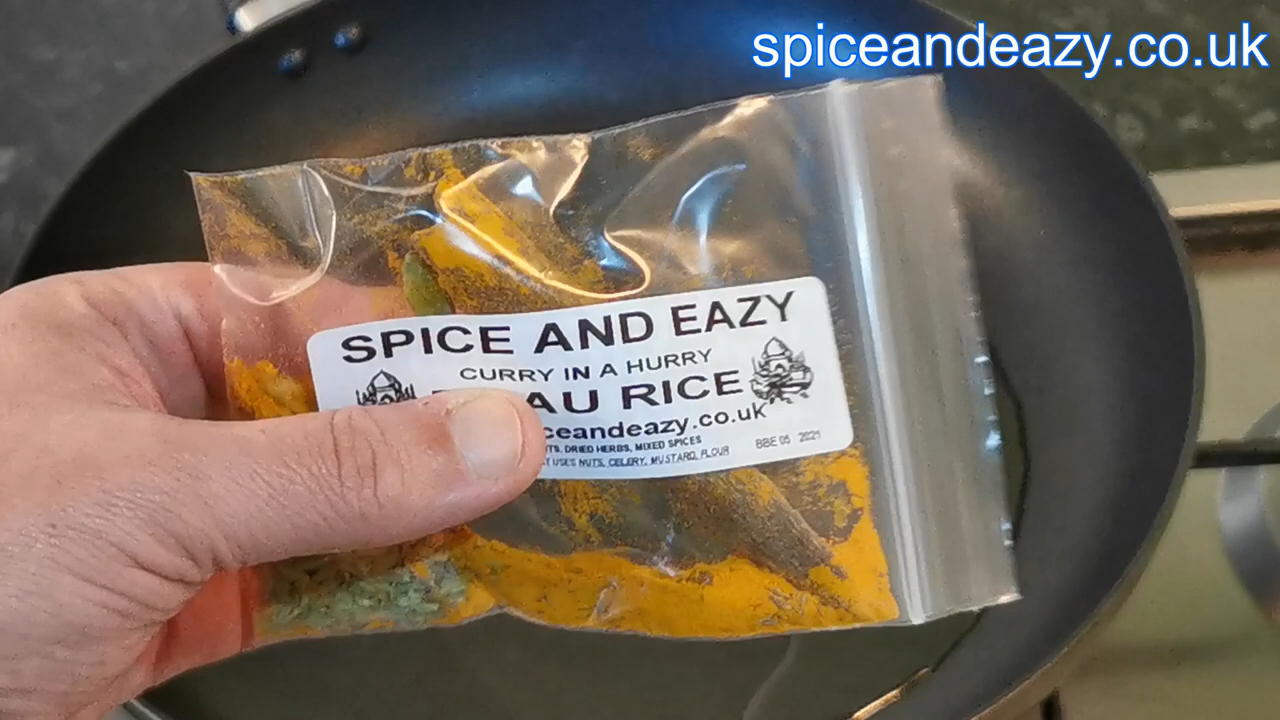 spiceandeazy.co.uk
SPICE AND EAZY
CURRY IN A HURRY
AU RICE
ceandeazy.co.uk
TS, DRIED HERBS, MIXED SPICES
BBE 05 2021
USES NUTS, CELERY, MUSTARD, FLOUR